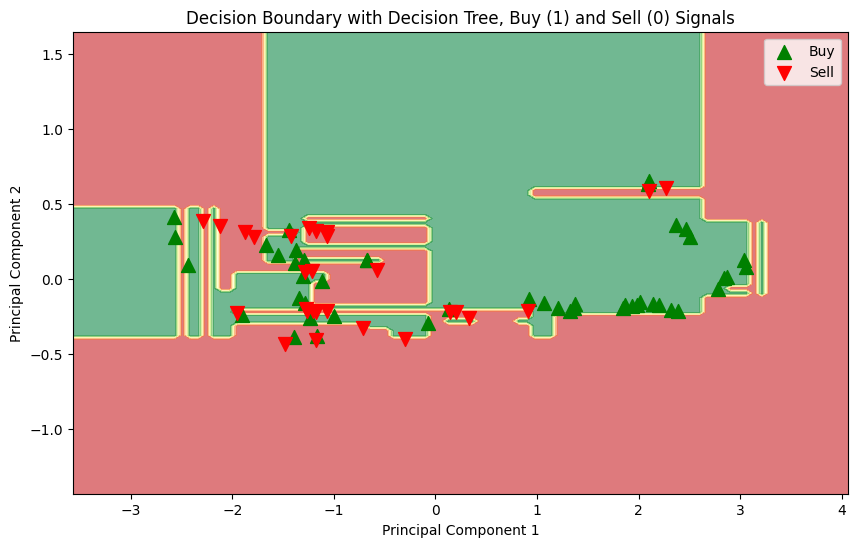 Decision Boundary with Decision Tree, Buy (1) and Sell (0) Signals
Buy
Sell
1.5
1.0
0.5
0.0
−0.5
−1.0
Principal Component 2
−3
−2
−1
0
1
2
3
4
Principal Component 1